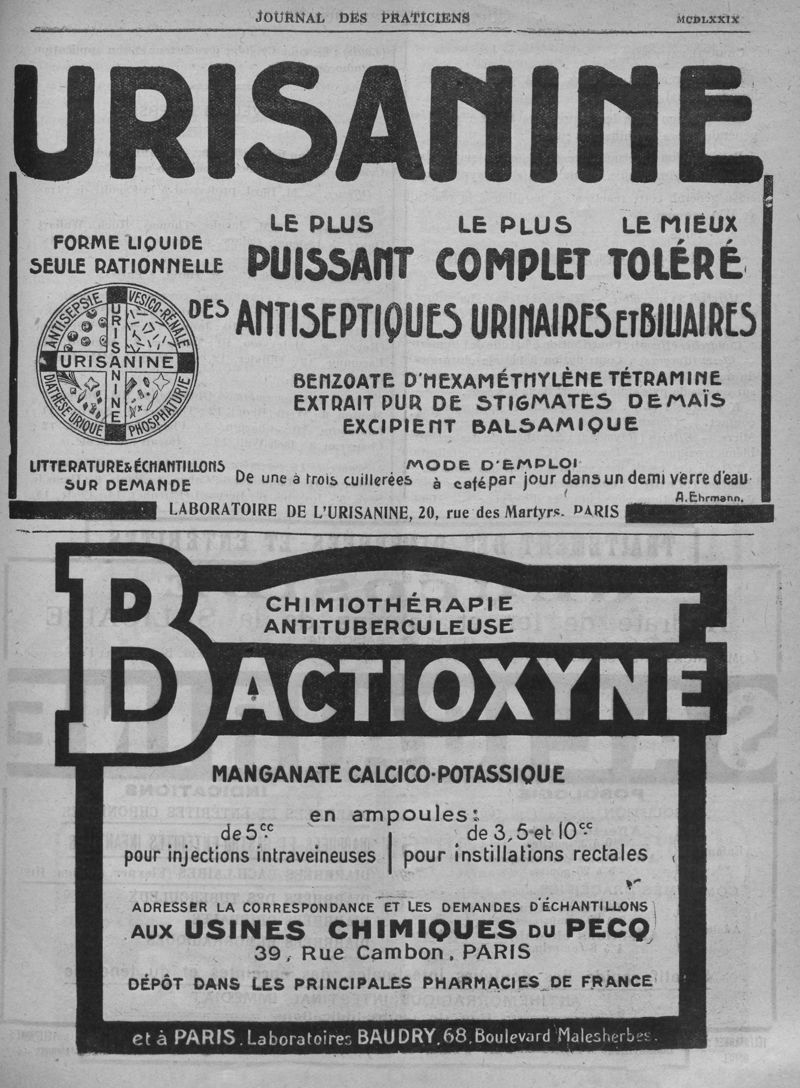 JOURNAL DES PRATICIENS MCDLXXIX
URISANINE
FORME LIQUIDE
SEULE RATIONNELLE
LE PLUS LE PLUS LE MIEUX
PUISSANT COMPLET TOLÉRÉ
DES ANTISEPTIQUES URINAIRES ET BILIAIRES
ANTISEPSIE VESICO-RÉNALE
URISANINE
URISANINE
DIATHÈSE URIQUE PHOSPHATURIE
BENZOATE D'HEXAMÉTHYLÈNE TÉTRAMINE
EXTRAIT PUR DE STIGMATES DE MAÏS
EXCIPIENT BALSAMIQUE
LITTERATURE & ÉCHANTILLONS
SUR DEMANDE
MODE D'EMPLOI
De une à trois cuillerées à café par jour dans un demi verre d'eau
A. Ehrmann.
LABORATOIRE DE L'URISANINE, 20, rue des Martyrs. PARIS
CHIMIOTHÉRAPIE
ANTITUBERCULEUSE
BACTIOXYNE
MANGANATE CALCICO-POTASSIQUE
en ampoules:
de 5cc. de 3, 5 et 10cc.
pour injections intraveineuses pour instillations rectales
ADRESSER LA CORRESPONDANCE ET LES DEMANDES D'ÉCHANTILLONS
AUX USINES CHIMIQUES DU PECQ
39, Rue Cambon, PARIS
DÉPÔT DANS LES PRINCIPALES PHARMACIES DE FRANCE
et à PARIS. Laboratoires BAUDRY, 68, Boulevard Malesherbes.